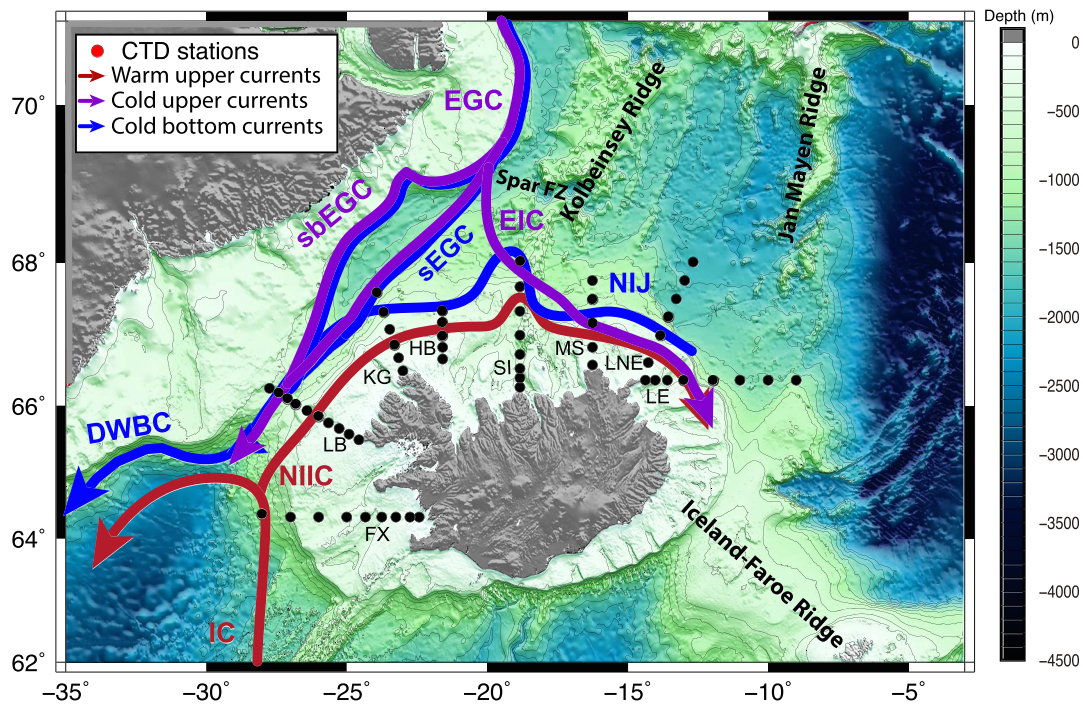 Depth (m)
CTD stations
Warm upper currents
Cold upper currents
Cold bottom currents
EGC
Kolbeinsey Ridge
Jan Mayen Ridge
Spar FZ
sbEGC
EIC
sEGC
NIJ
HB
KG
SI
MS
LNE
LE
DWBC
LB
NIIC
FX
IC
Iceland-Faroe Ridge
70°
68°
66°
64°
62°
−35
−30
−25
−20
−15
−10
−5
0
−500
−1000
−1500
−2000
−2500
−3000
−3500
−4000
−4500